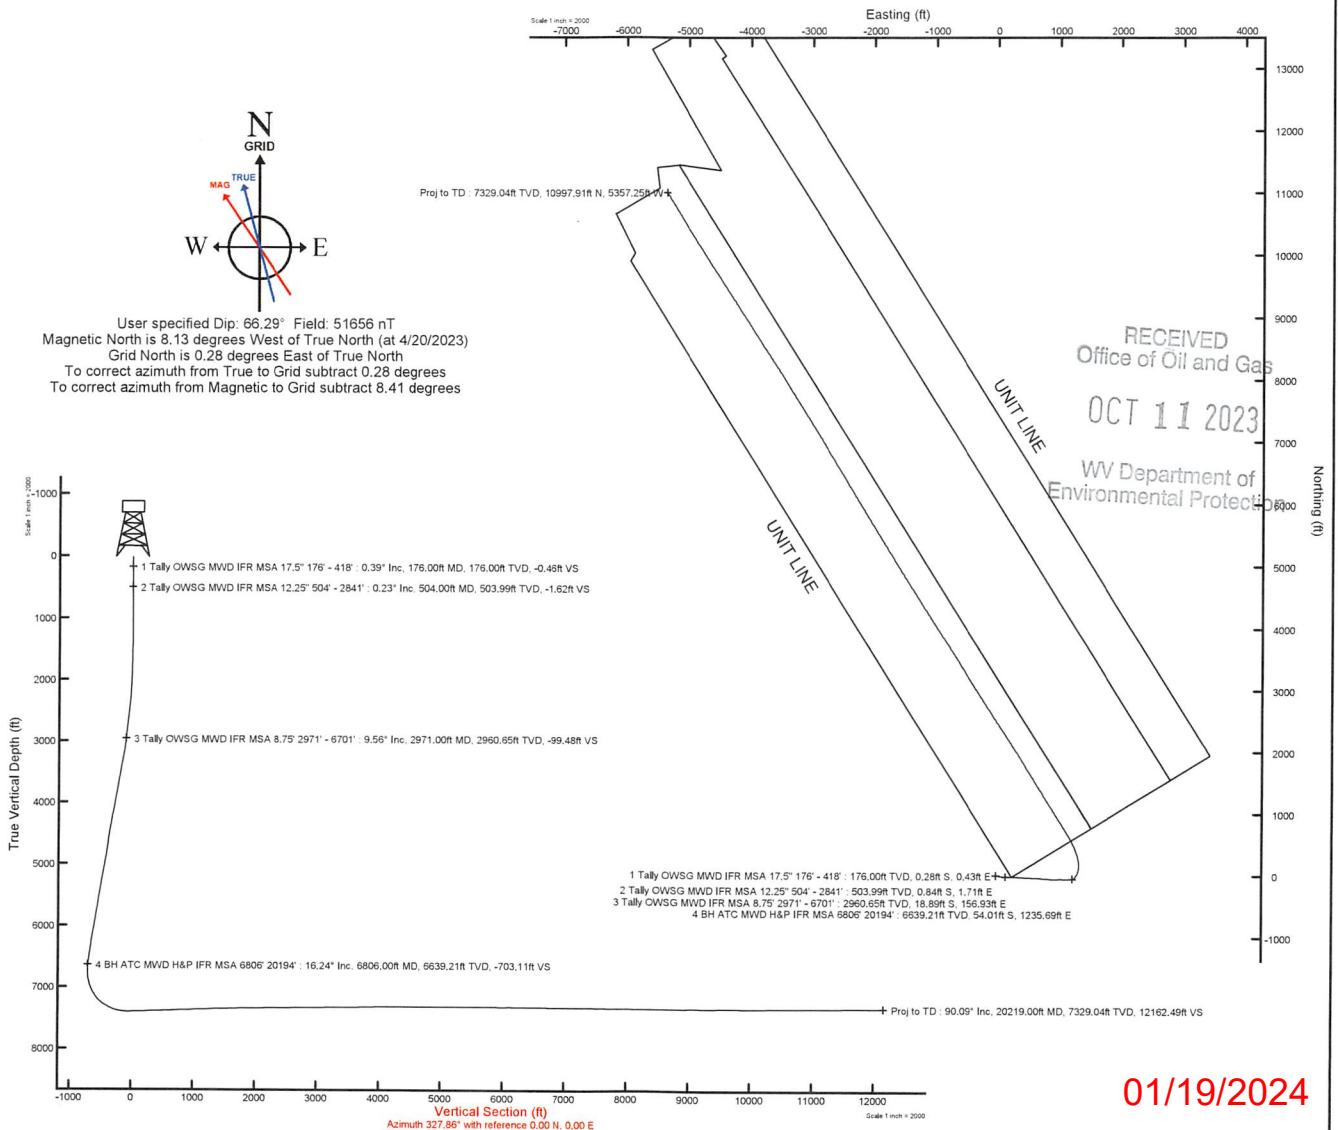 Easting (ft)
Scale 1 inch = 2000
-7000 -6000 -5000 -4000 -3000 -2000 -1000 0 1000 2000 3000 4000
13000
12000
11000
10000
9000
8000
7000
6000
5000
4000
3000
2000
1000
0
-1000
Northing (ft)
N
GRID
TRUE
MAG
W E
User specified Dip: 66.29° Field: 51656 nT
Magnetic North is 8.13 degrees West of True North (at 4/20/2023)
Grid North is 0.28 degrees East of True North
To correct azimuth from True to Grid subtract 0.28 degrees
To correct azimuth from Magnetic to Grid subtract 8.41 degrees
Proj to TD : 7329.04ft TVD, 10997.91ft N, 5357.25ft W
UNIT LINE
UNIT LINE
RECEIVED
Office of Oil and Gas
OCT 11 2023
WV Department of
Environmental Protection
1 Tally OWSG MWD IFR MSA 17.5" 176' - 418' : 176.00ft TVD, 0.28ft S, 0.43ft E
2 Tally OWSG MWD IFR MSA 12.25" 504' - 2841' : 503.99ft TVD, 0.84ft S, 1.71ft E
3 Tally OWSG MWD IFR MSA 8.75' 2971' - 6701' : 2960.65ft TVD, 18.89ft S, 156.93ft E
4 BH ATC MWD H&P IFR MSA 6806' 20194' : 6639.21ft TVD, 54.01ft S, 1235.69ft E
Scale 1 inch = 2000
-1000
0
1000
2000
3000
4000
5000
6000
7000
8000
True Vertical Depth (ft)
1 Tally OWSG MWD IFR MSA 17.5" 176' - 418' : 0.39° Inc, 176.00ft MD, 176.00ft TVD, -0.46ft VS
2 Tally OWSG MWD IFR MSA 12.25" 504' - 2841' : 0.23° Inc, 504.00ft MD, 503.99ft TVD, -1.62ft VS
3 Tally OWSG MWD IFR MSA 8.75' 2971' - 6701' : 9.56° Inc, 2971.00ft MD, 2960.65ft TVD, -99.48ft VS
4 BH ATC MWD H&P IFR MSA 6806' 20194' : 16.24° Inc, 6806.00ft MD, 6639.21ft TVD, -703.11ft VS
Proj to TD : 90.09° Inc, 20219.00ft MD, 7329.04ft TVD, 12162.49ft VS
-1000 0 1000 2000 3000 4000 5000 6000 7000 8000 9000 10000 11000 12000
Vertical Section (ft)
Azimuth 327.86° with reference 0.00 N, 0.00 E
Scale 1 inch = 2000
01/19/2024